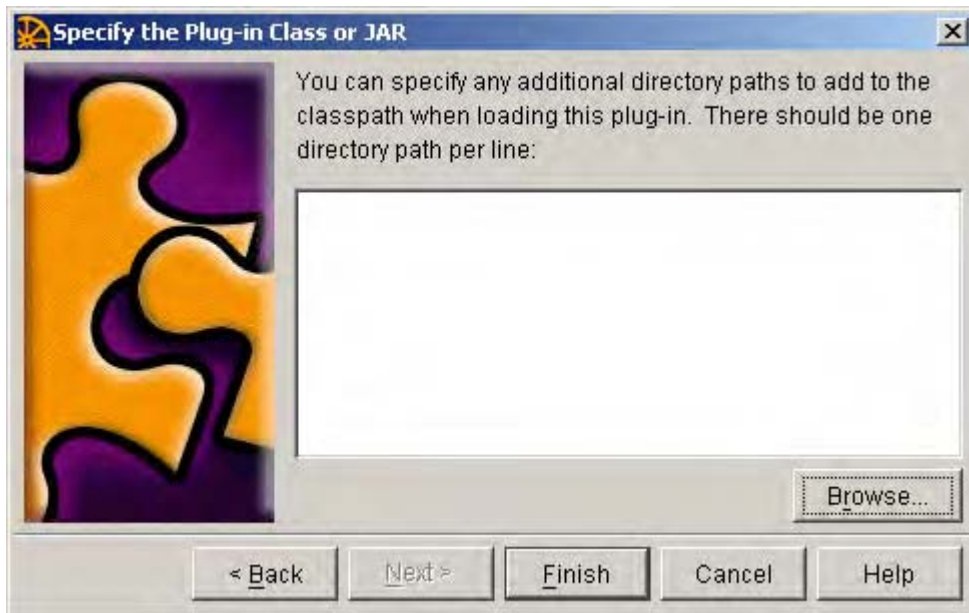 Specify the Plug-in Class or JAR
You can specify any additional directory paths to add to the
classpath when loading this plug-in. There should be one
directory path per line:
Browse...
< Back
Next >
Finish
Cancel
Help